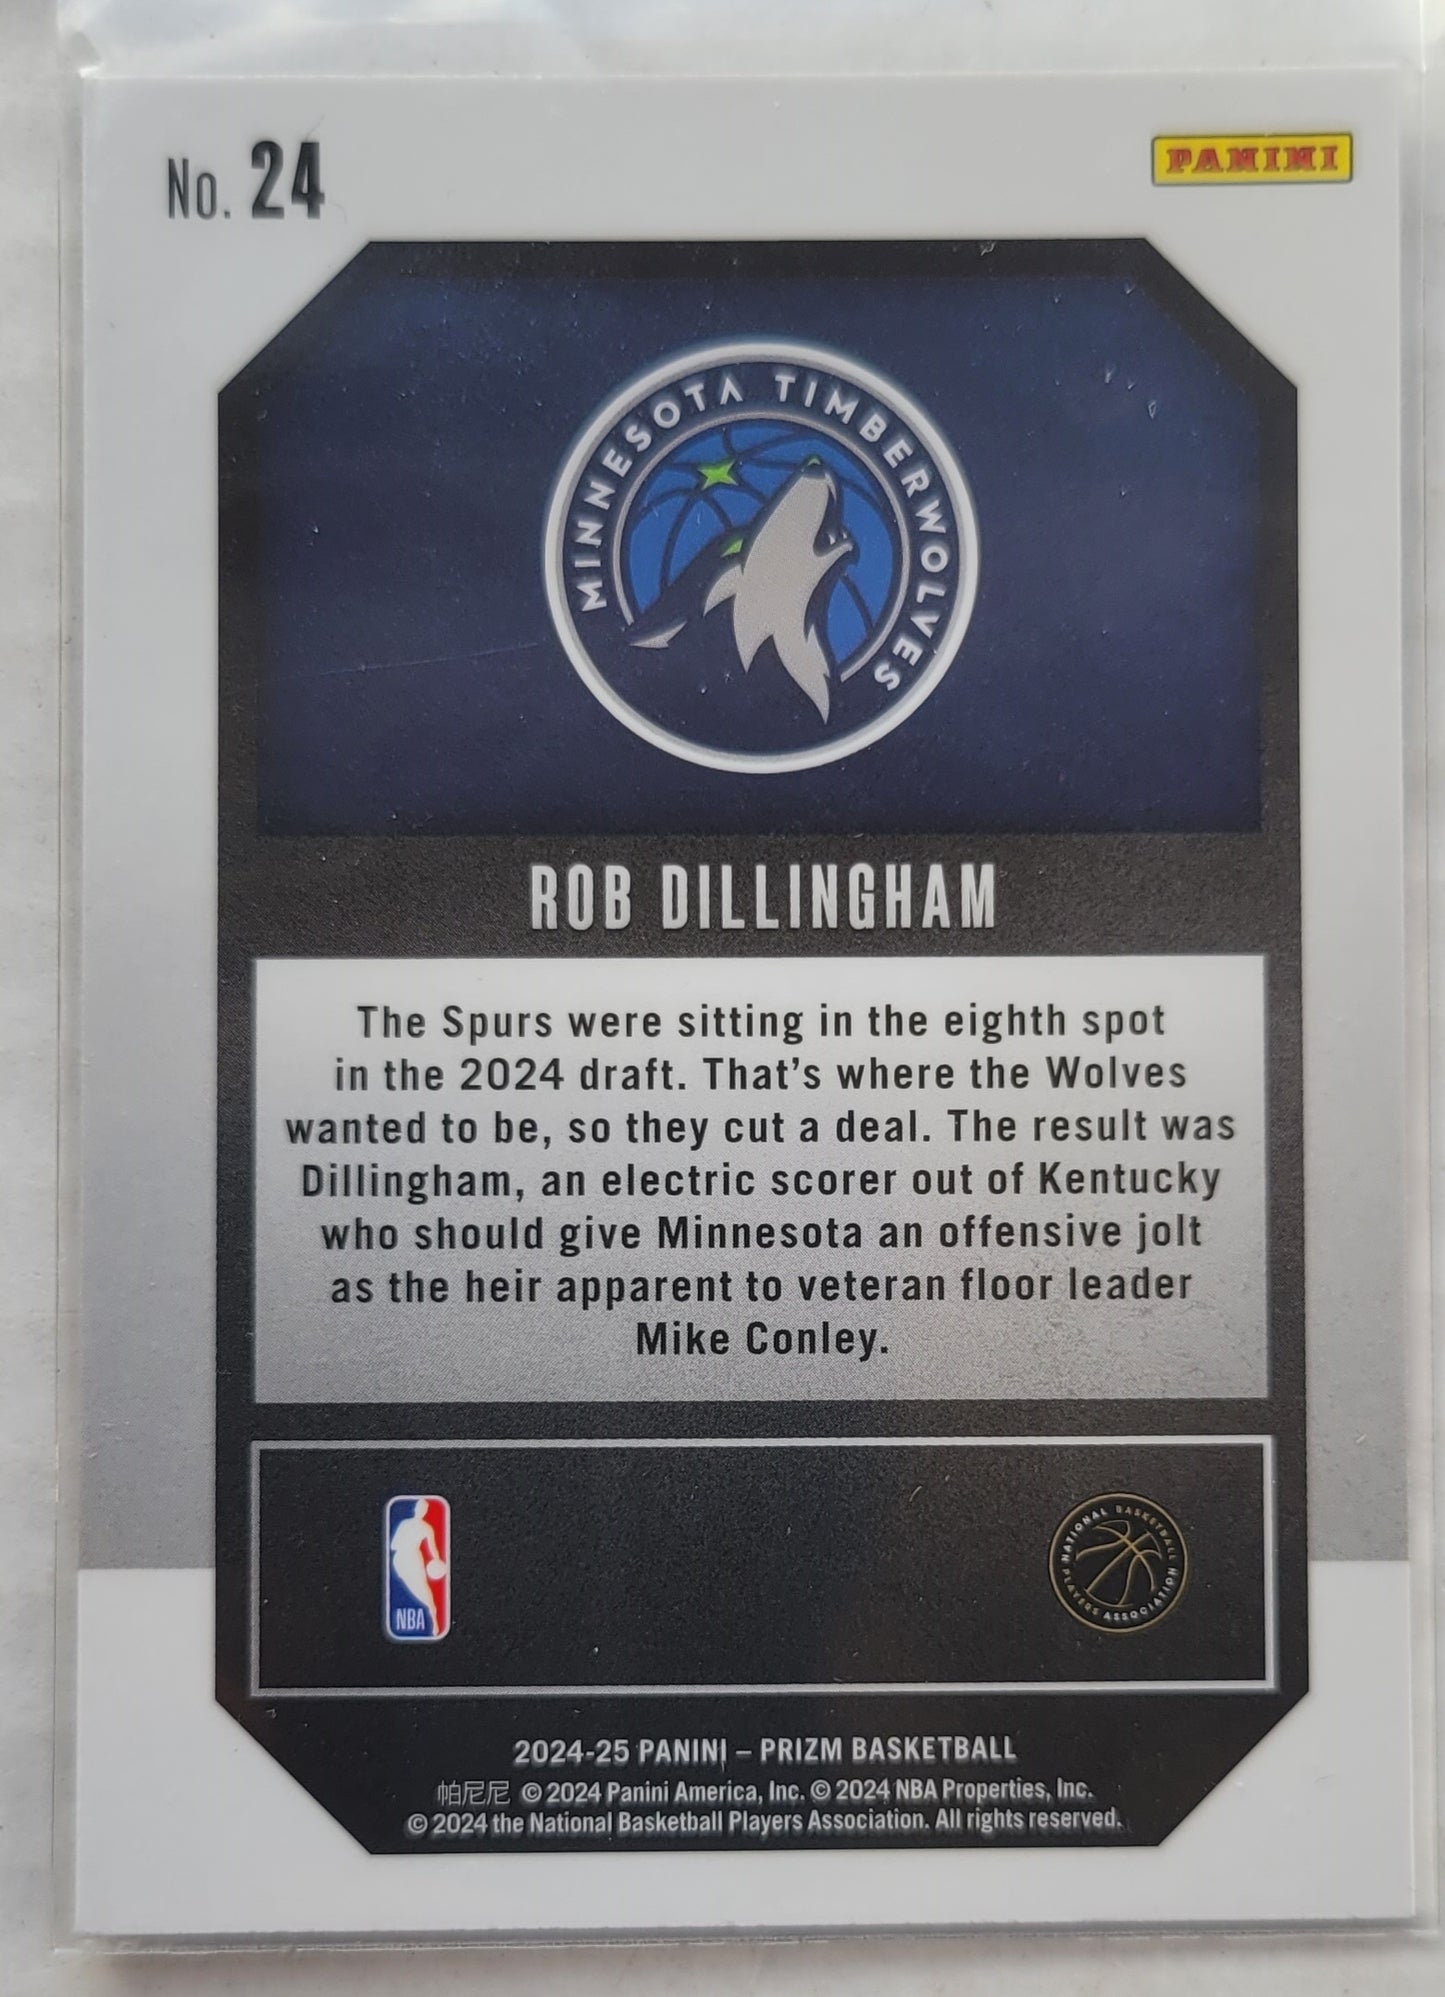 No. 24
PANINI
MINNESOTA TIMBERWOLVES
ROB DILLINGHAM
The Spurs were sitting in the eighth spot
in the 2024 draft. That's where the Wolves
wanted to be, so they cut a deal. The result was
Dillingham, an electric scorer out of Kentucky
who should give Minnesota an offensive jolt
as the heir apparent to veteran floor leader
Mike Conley.
NBA
NATIONAL BASKETBALL PLAYERS ASSOCIATION
2024-25 PANINI – PRIZM BASKETBALL
帕尼尼 © 2024 Panini America, Inc. © 2024 NBA Properties, Inc.
© 2024 the National Basketball Players Association. All rights reserved.